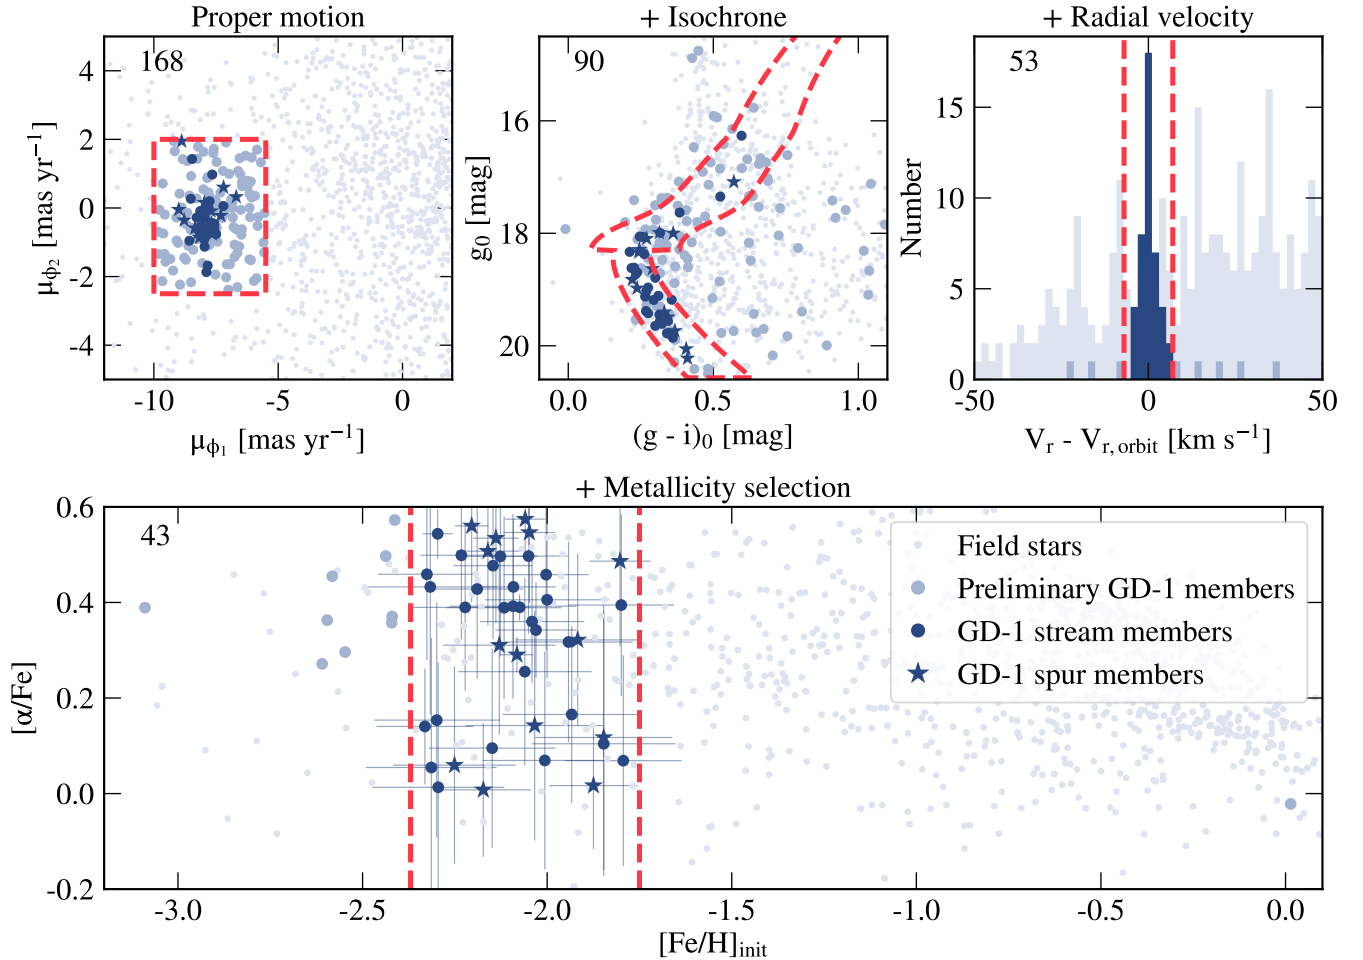 Proper motion
168
4
2
0
-2
-4
-10
-5
0
μϕ₂ [mas yr⁻¹]
μϕ₁ [mas yr⁻¹]
+ Isochrone
90
16
18
20
0.0
0.5
1.0
g₀ [mag]
(g - i)₀ [mag]
+ Radial velocity
53
15
10
5
0
-50
0
50
Number
Vr - Vr, orbit [km s⁻¹]
+ Metallicity selection
43
0.6
0.4
0.2
0.0
-0.2
-3.0
-2.5
-2.0
-1.5
-1.0
-0.5
0.0
[α/Fe]
[Fe/H]init
Field stars
Preliminary GD-1 members
GD-1 stream members
GD-1 spur members